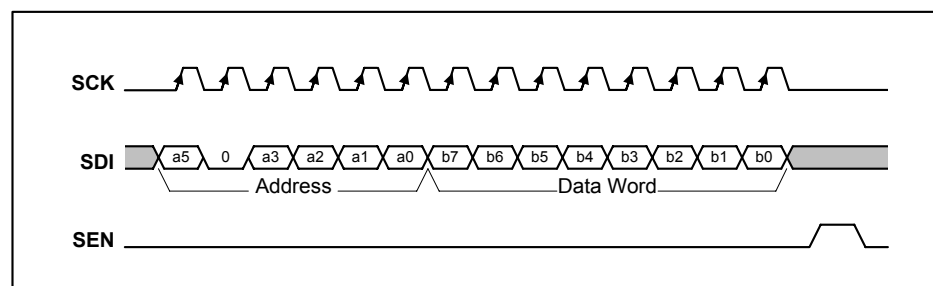 SCK
SDI a5 0 a3 a2 a1 a0 b7 b6 b5 b4 b3 b2 b1 b0
Address Data Word
SEN